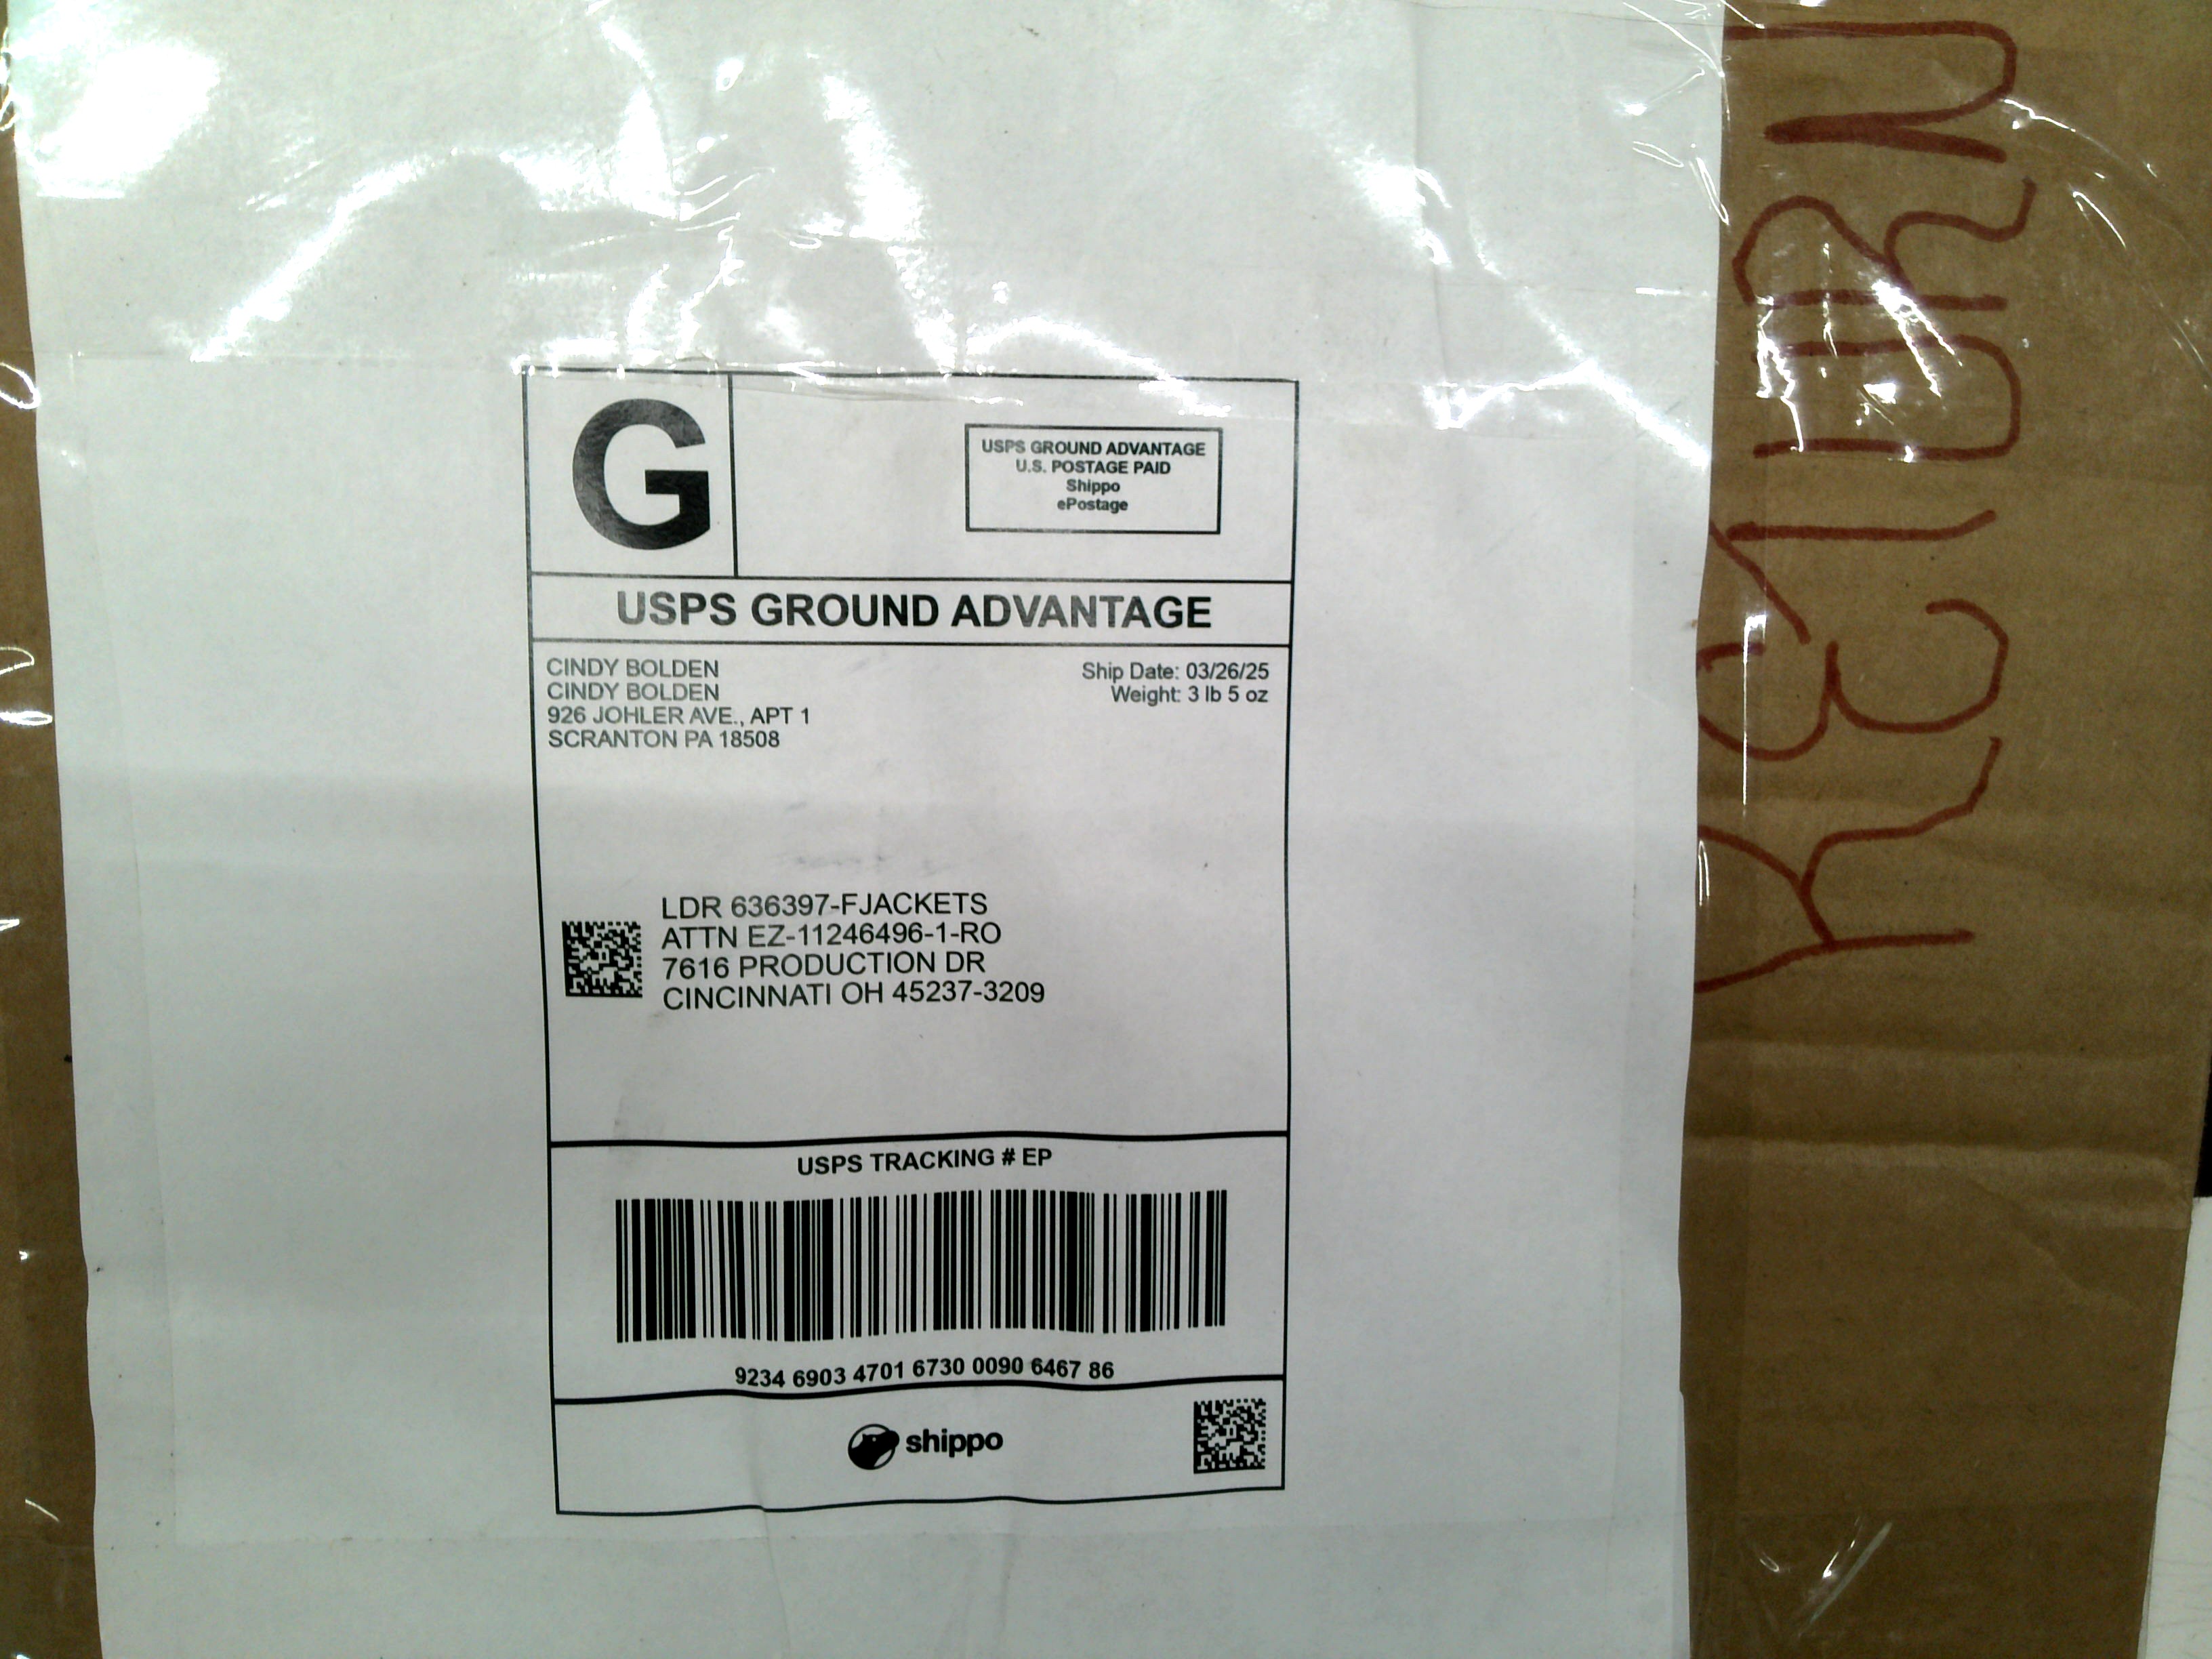 G
USPS GROUND ADVANTAGE
U.S. POSTAGE PAID
Shippo
ePostage
USPS GROUND ADVANTAGE
CINDY BOLDEN
CINDY BOLDEN
926 JOHLER AVE., APT 1
SCRANTON PA 18508
Ship Date: 03/26/25
Weight: 3 lb 5 oz
LDR 636397-FJACKETS
ATTN EZ-11246496-1-RO
7616 PRODUCTION DR
CINCINNATI OH 45237-3209
USPS TRACKING # EP
9234 6903 4701 6730 0090 6467 86
shippo
RETURN